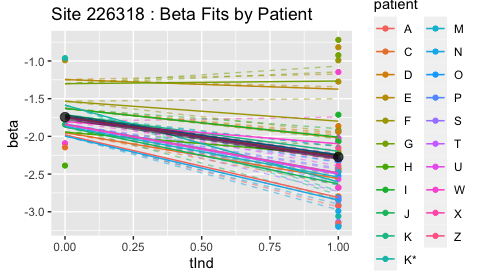 Site 226318 : Beta Fits by Patient
beta
-1.0
-1.5
-2.0
-2.5
-3.0
0.00
0.25
0.50
0.75
1.00
tInd
patient
A
C
D
E
F
G
H
I
J
K
K*
M
N
O
P
S
T
U
W
X
Z